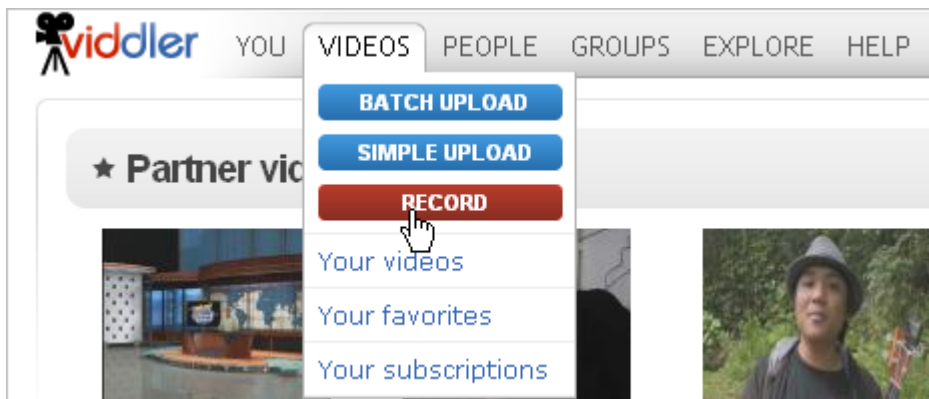 viddler YOU VIDEOS PEOPLE GROUPS EXPLORE HELP
BATCH UPLOAD
SIMPLE UPLOAD
★ Partner vid
RECORD
Your videos
Your favorites
Your subscriptions